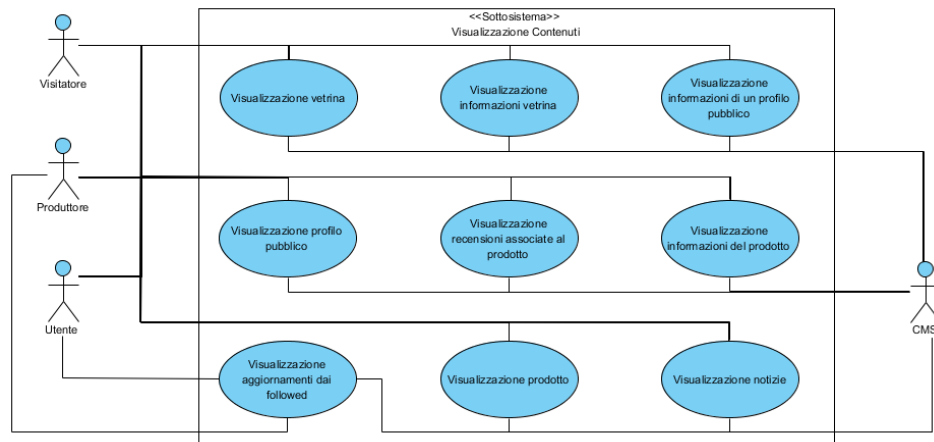 <<Sottosistema>>
Visualizzazione Contenuti
Visitatore
Visualizzazione vetrina
Visualizzazione
informazioni vetrina
Visualizzazione
informazioni di un profilo
pubblico
Produttore
Visualizzazione profilo
pubblico
Visualizzazione
recensioni associate al
prodotto
Visualizzazione
informazioni del prodotto
Utente
CMS
Visualizzazione
aggiornamenti dai
followed
Visualizzazione prodotto
Visualizzazione notizie